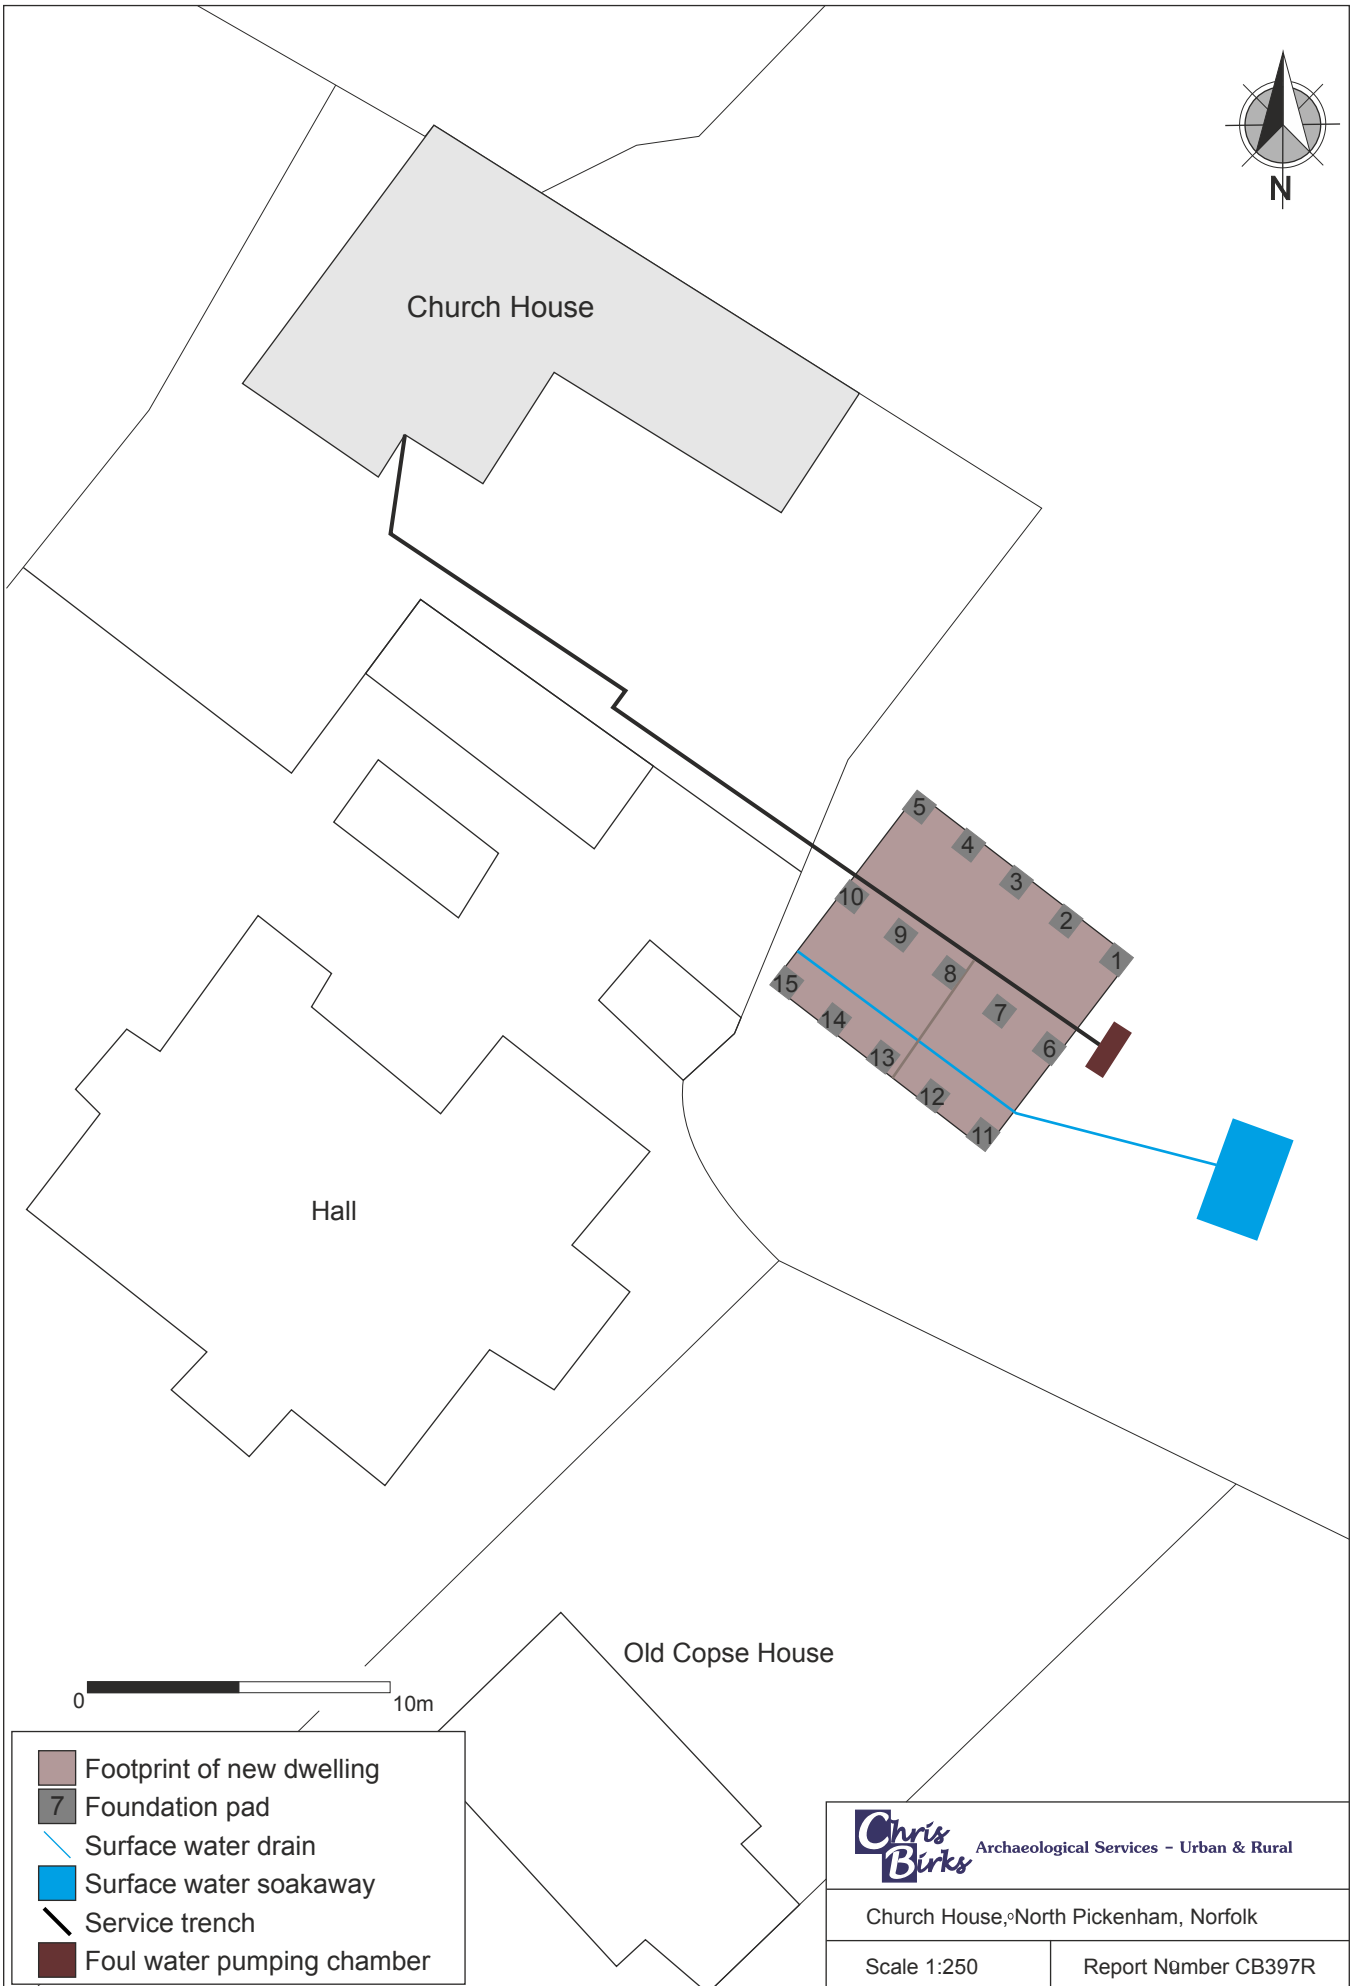 N
Church House
5
4
3
2
1
10
9
8
7
6
15
14
13
12
11
Hall
Old Copse House
0 10m
Footprint of new dwelling
7 Foundation pad
Surface water drain
Surface water soakaway
Service trench
Foul water pumping chamber
Chris Birks Archaeological Services - Urban & Rural
Church House, North Pickenham, Norfolk
Scale 1:250
Report Number CB397R